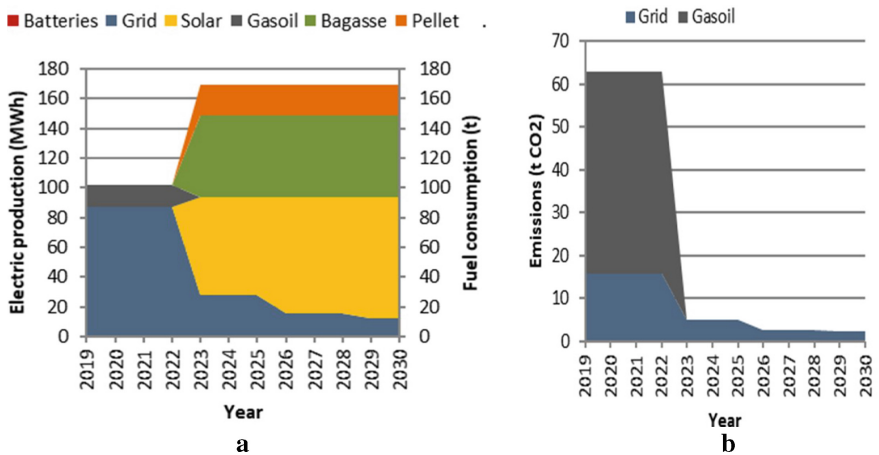 Batteries Grid Solar Gasoil Bagasse Pellet .
180 180
160 160
140 140
120 120
100 100
80 80
60 60
40 40
20 20
0 0
Electric production (MWh)
Fuel consumption (t)
2019 2020 2021 2022 2023 2024 2025 2026 2027 2028 2029 2030
Year
a
Grid Gasoil
70
60
50
40
30
20
10
0
Emissions (t CO2)
2019 2020 2021 2022 2023 2024 2025 2026 2027 2028 2029 2030
Year
b